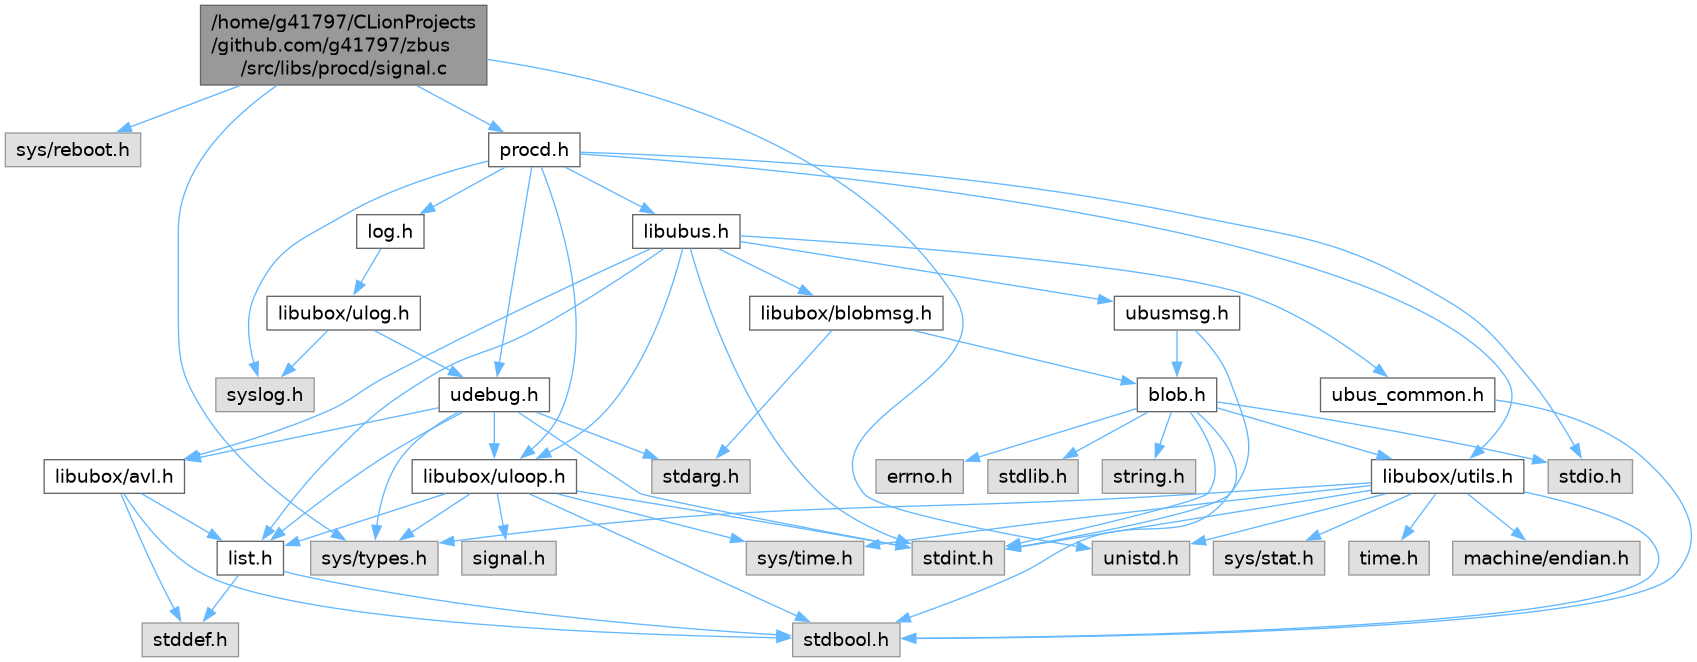 /home/g41797/CLionProjects
/github.com/g41797/zbus
/src/libs/procd/signal.c
sys/reboot.h
procd.h
log.h
libubus.h
libubox/ulog.h
libubox/blobmsg.h
ubusmsg.h
syslog.h
udebug.h
blob.h
ubus_common.h
libubox/avl.h
libubox/uloop.h
stdarg.h
errno.h
stdlib.h
string.h
libubox/utils.h
stdio.h
list.h
sys/types.h
signal.h
sys/time.h
stdint.h
unistd.h
sys/stat.h
time.h
machine/endian.h
stddef.h
stdbool.h